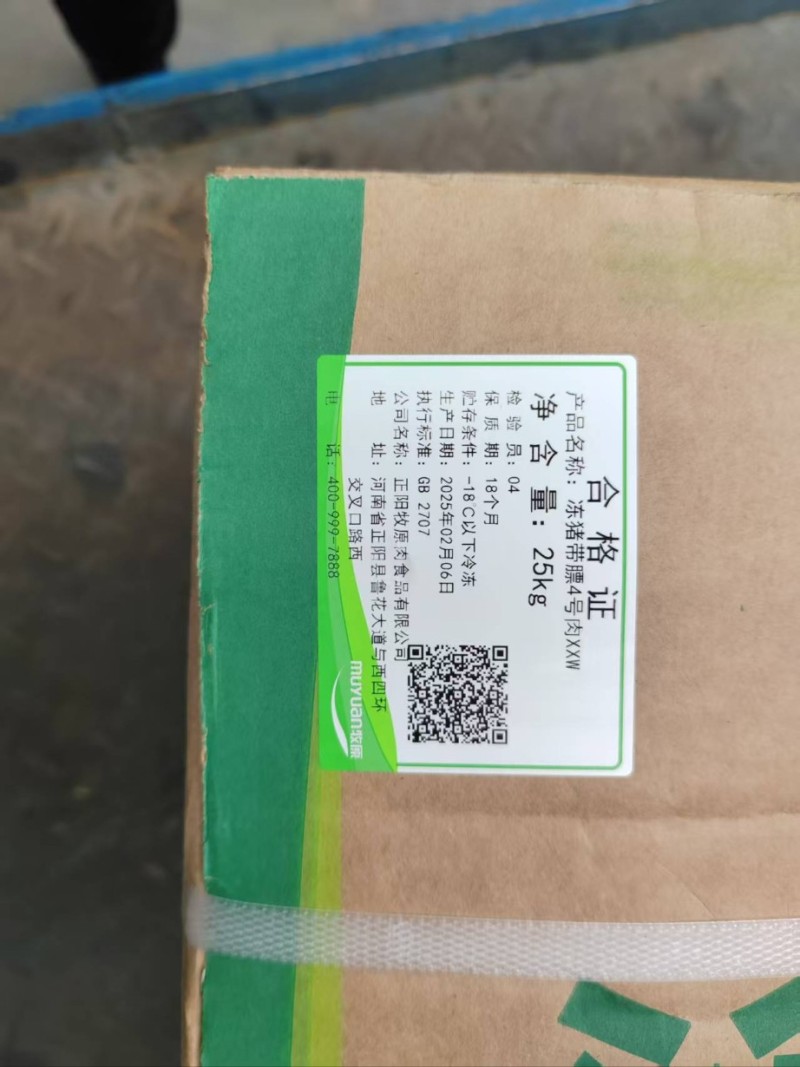 合格证
产品名称：冻猪带膘4号肉XXW
净含量：25kg
检验员：04
保质期：18个月
贮存条件：-18℃以下冷冻
生产日期：2025年02月06日
执行标准：GB 2707
公司名称：正阳牧原肉食品有限公司
地址：河南省正阳县鲁花大道与西四环
交叉口路西
电话：400-999-7888
muyuan牧原